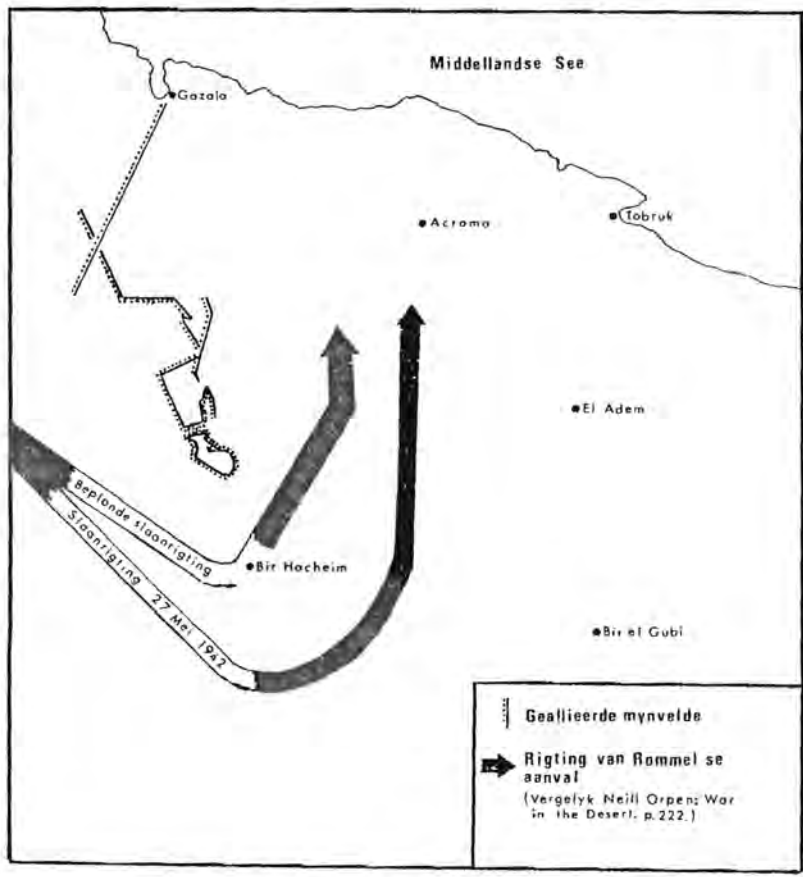 Middellandse See
Gazala
Acroma
Tobruk
El Adem
Beplande slaanrigting
Slaanrigting 27 Mei 1942
Bir Hacheim
Bir el Gubi
Geallieerde mynvelde
Rigting van Rommel se
aanval
(Vergelyk Neill Orpen: War
in the Desert, p.222.)